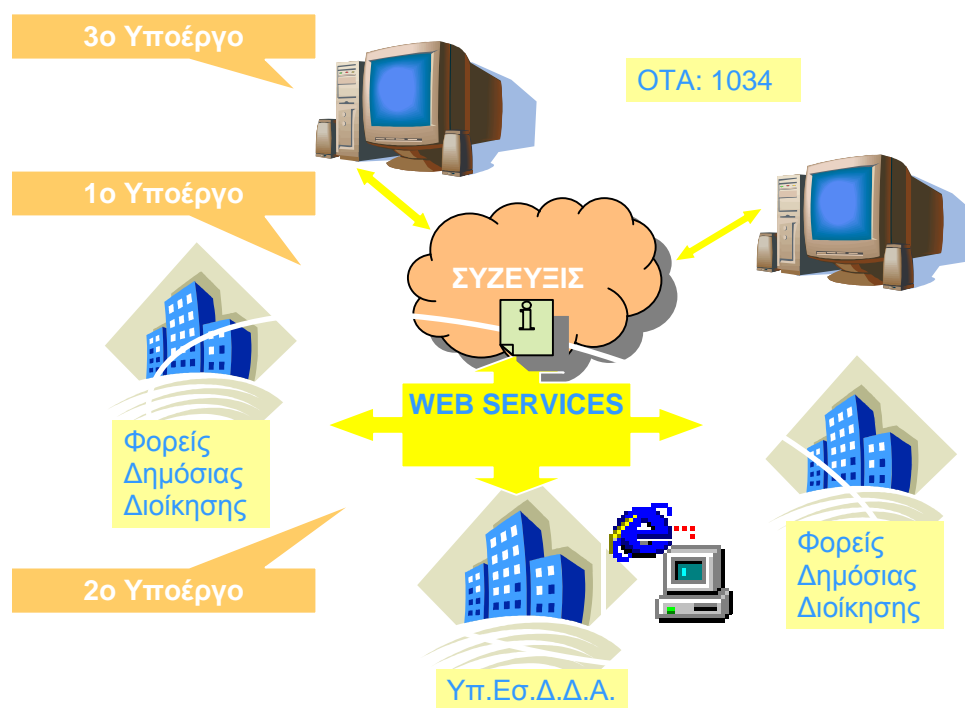 3ο Υποέργο
ΟΤΑ: 1034
1ο Υποέργο
ΣΥΖΕΥΞΙΣ
WEB SERVICES
Φορείς
Δημόσιας
Διοίκησης
Φορείς
Δημόσιας
Διοίκησης
2ο Υποέργο
Υπ.Εσ.Δ.Δ.Α.